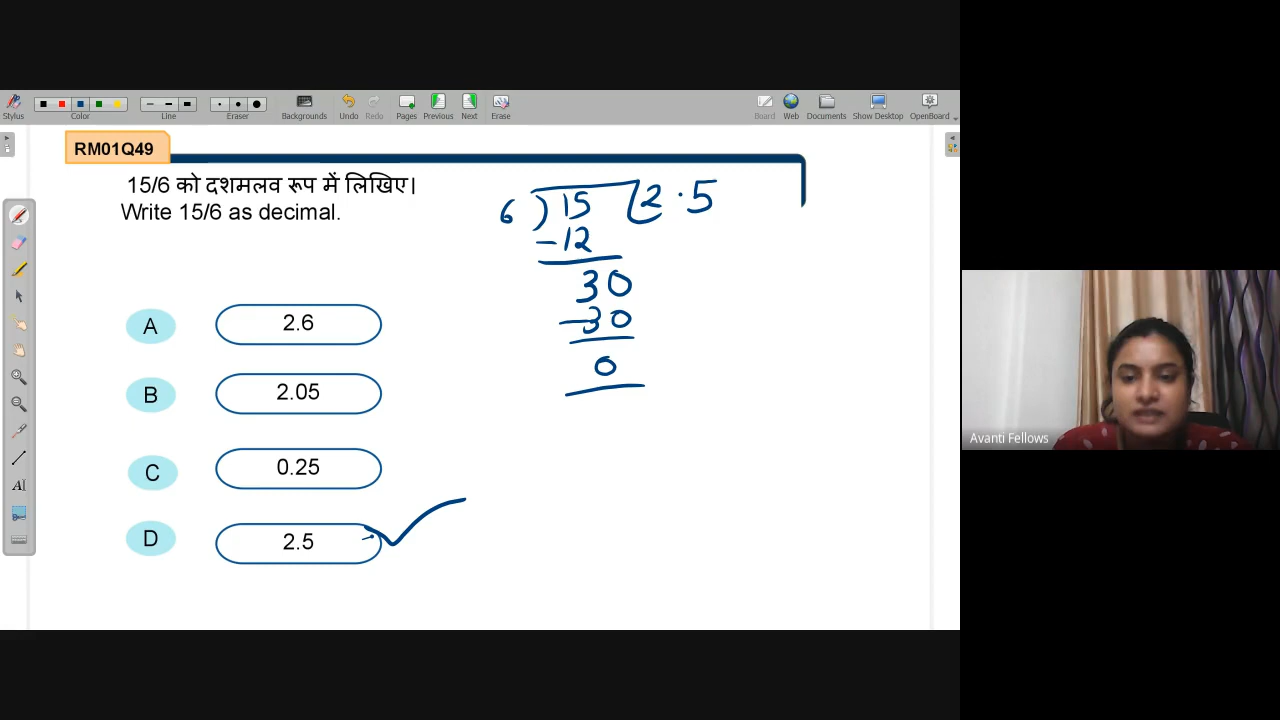 Stylus
Color
Line
Eraser
Backgrounds
Undo
Redo
Pages
Previous
Next
Erase
Board
Web
Documents
Show Desktop
OpenBoard
RM01Q49
15/6 को दशमलव रूप में लिखिए।
Write 15/6 as decimal.
6 ) 15 2.5
-12
30
-30
0
A 2.6
B 2.05
C 0.25
D 2.5
Avanti Fellows